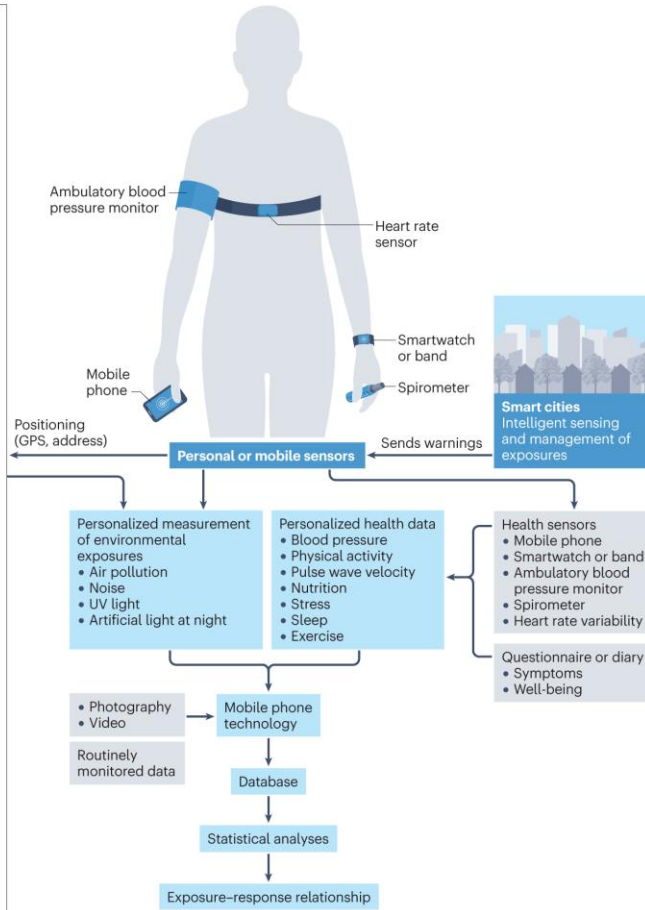 Ambulatory blood
pressure monitor
Heart rate
sensor
Smartwatch
or band
Mobile
phone
Spirometer
Smart cities
Intelligent sensing
and management of
exposures
Positioning
(GPS, address)
Personal or mobile sensors
Sends warnings
Personalized measurement
of environmental
exposures
• Air pollution
• Noise
• UV light
• Artificial light at night
Personalized health data
• Blood pressure
• Physical activity
• Pulse wave velocity
• Nutrition
• Stress
• Sleep
• Exercise
Health sensors
• Mobile phone
• Smartwatch or band
• Ambulatory blood
pressure monitor
• Spirometer
• Heart rate variability
Questionnaire or diary
• Symptoms
• Well-being
• Photography
• Video
Mobile phone
technology
Routinely
monitored data
Database
Statistical analyses
Exposure–response relationship